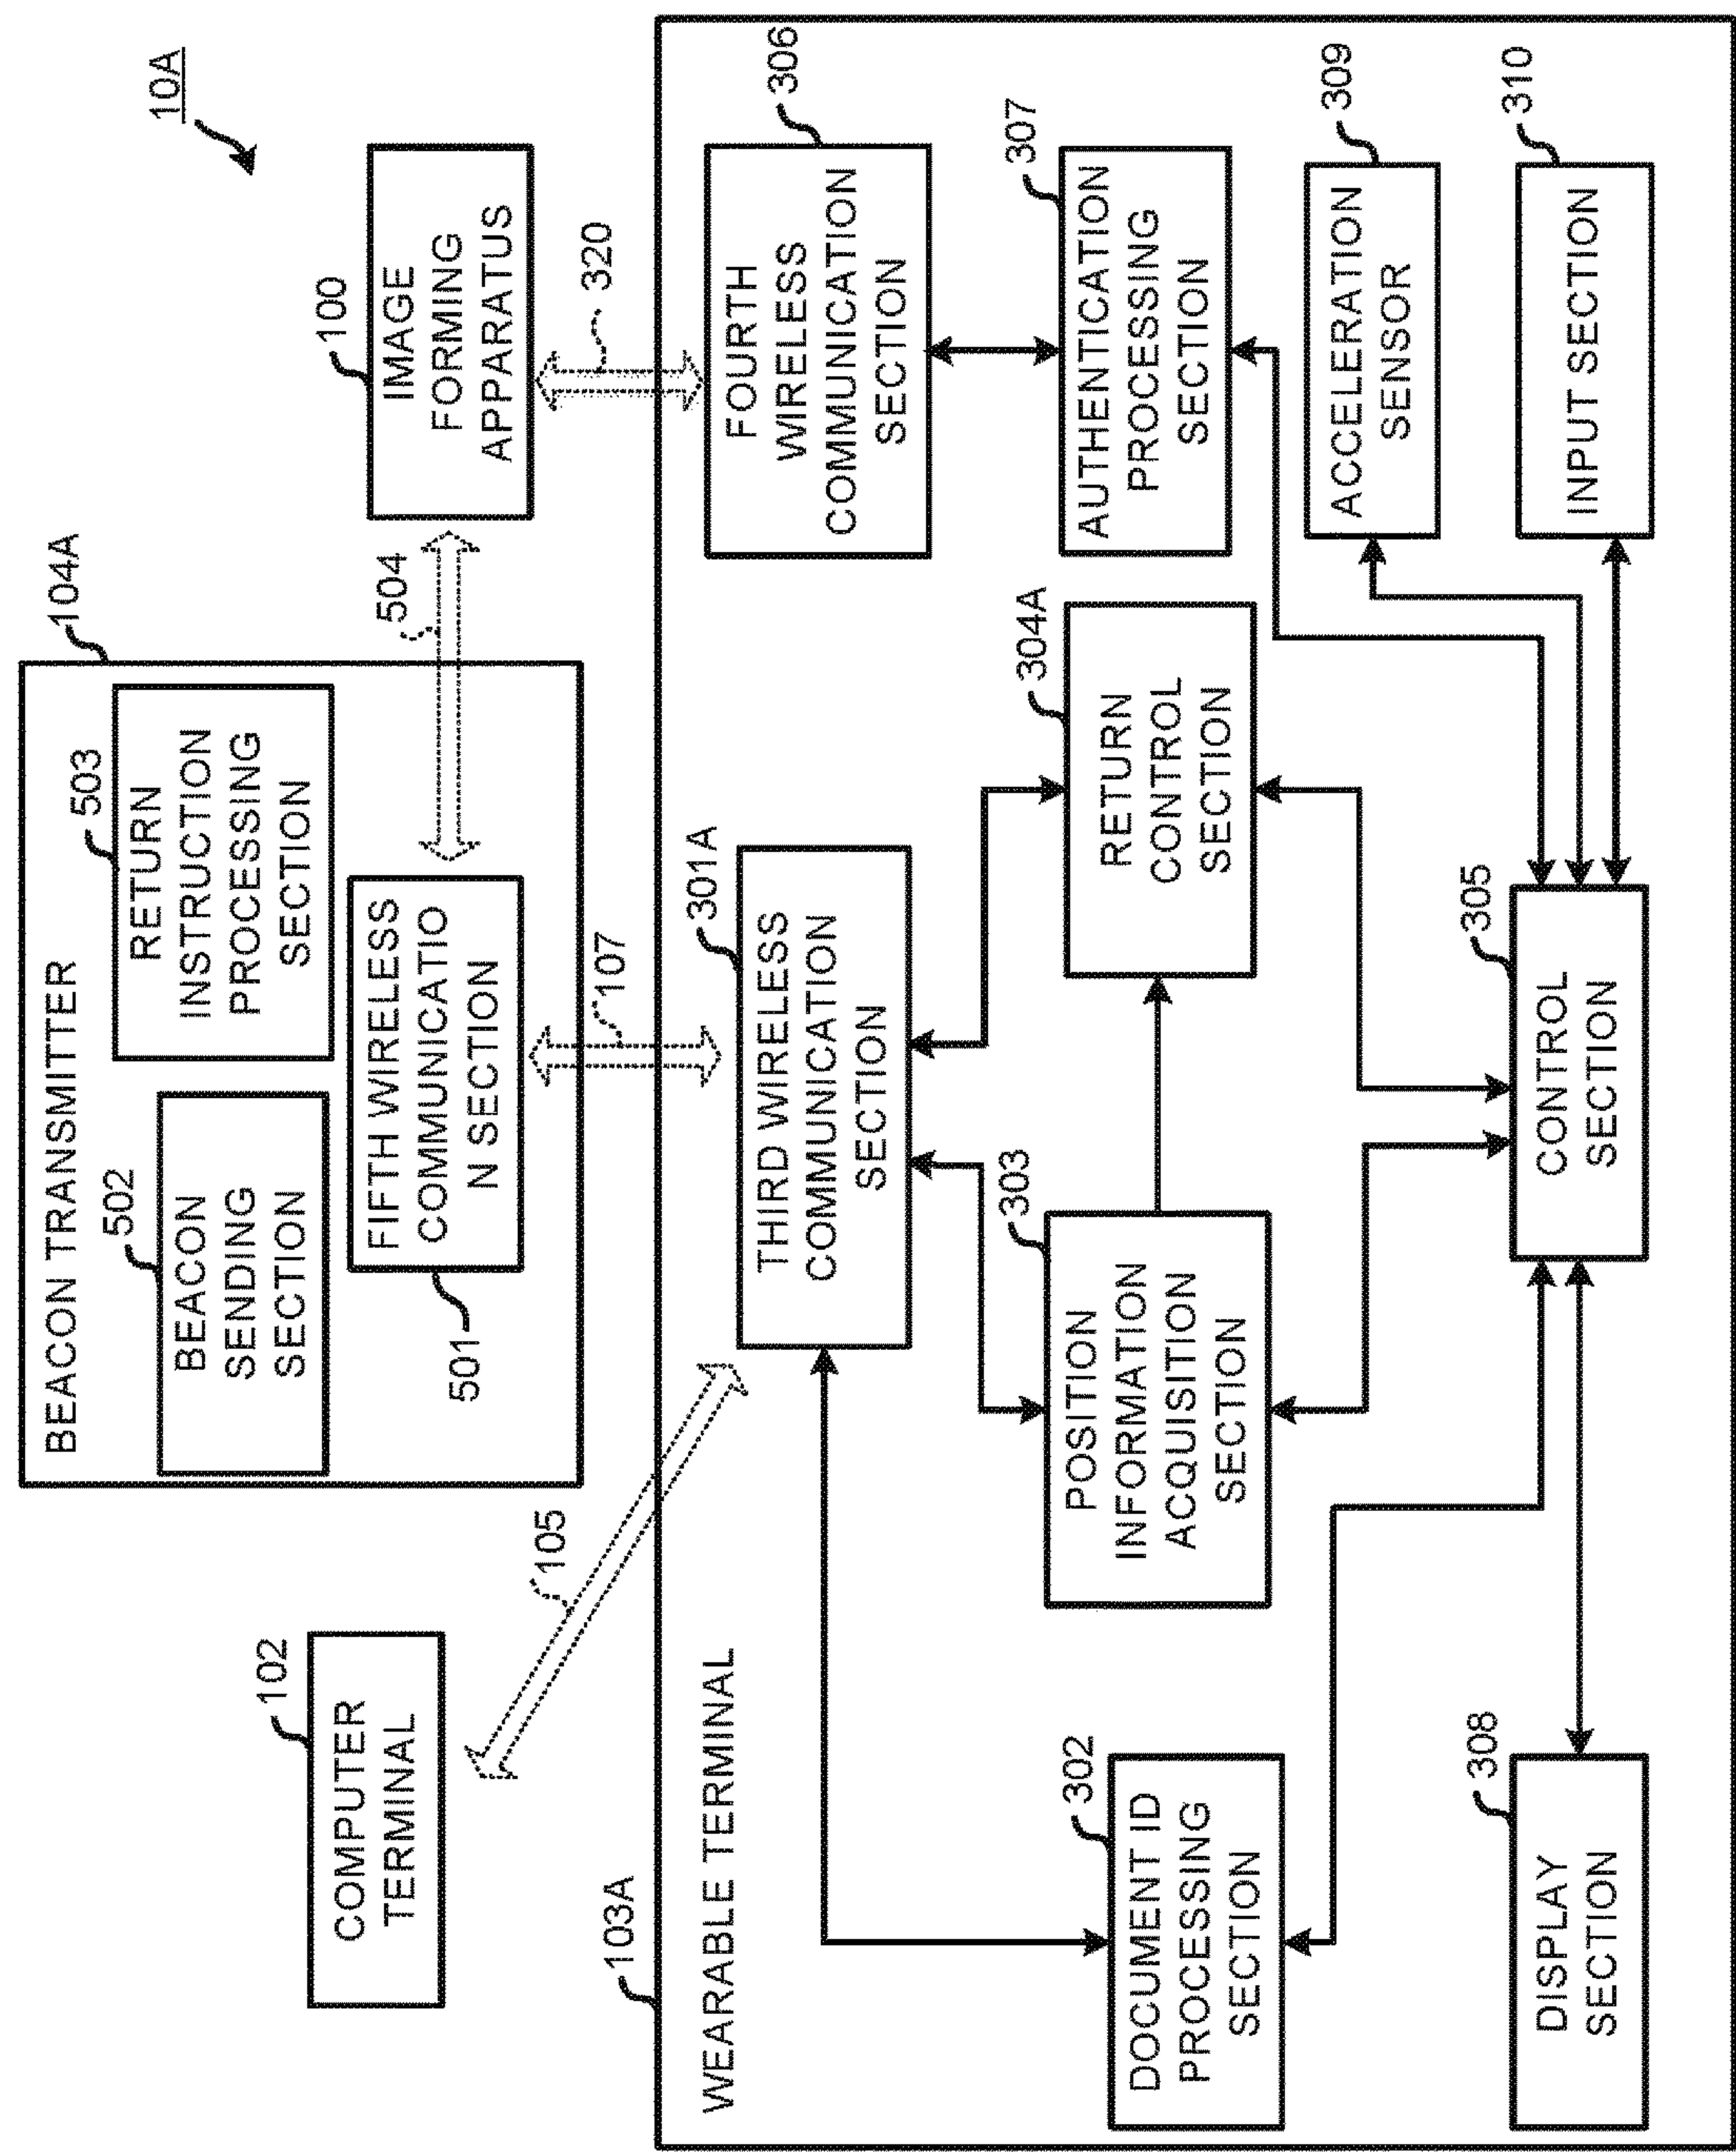 10A
BEACON TRANSMITTER
104A
502
BEACON
SENDING
SECTION
503
RETURN
INSTRUCTION
PROCESSING
SECTION
501
FIFTH WIRELESS
COMMUNICATIO
N SECTION
504
100
IMAGE
FORMING
APPARATUS
102
COMPUTER
TERMINAL
105
107
320
103A
WEARABLE TERMINAL
301A
THIRD WIRELESS
COMMUNICATION
SECTION
306
FOURTH
WIRELESS
COMMUNICATION
SECTION
302
DOCUMENT ID
PROCESSING
SECTION
303
POSITION
INFORMATION
ACQUISITION
SECTION
304A
RETURN
CONTROL
SECTION
307
AUTHENTICATION
PROCESSING
SECTION
309
ACCELERATION
SENSOR
308
DISPLAY
SECTION
305
CONTROL
SECTION
310
INPUT SECTION